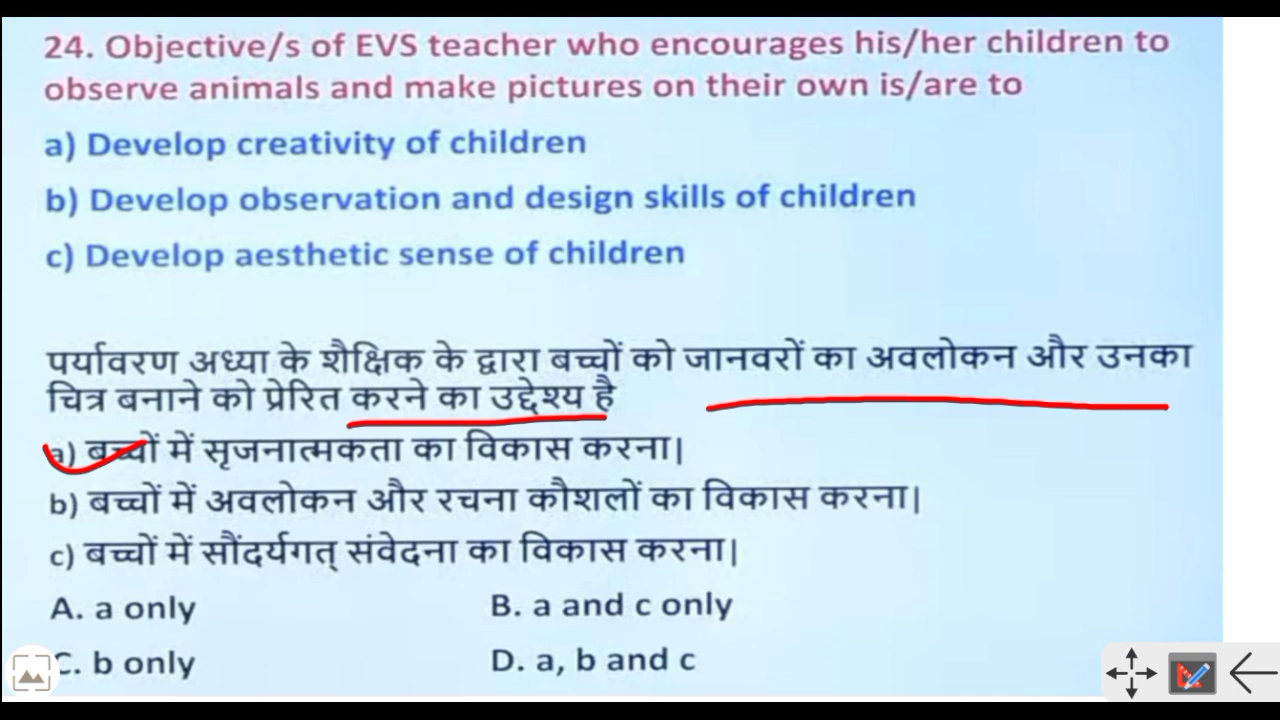 24. Objective/s of EVS teacher who encourages his/her children to
observe animals and make pictures on their own is/are to
a) Develop creativity of children
b) Develop observation and design skills of children
c) Develop aesthetic sense of children
पर्यावरण अध्या के शैक्षिक के द्वारा बच्चों को जानवरों का अवलोकन और उनका
चित्र बनाने को प्रेरित करने का उद्देश्य है
a) बच्चों में सृजनात्मकता का विकास करना।
b) बच्चों में अवलोकन और रचना कौशलों का विकास करना।
c) बच्चों में सौंदर्यगत् संवेदना का विकास करना।
A. a only B. a and c only
C. b only D. a, b and c